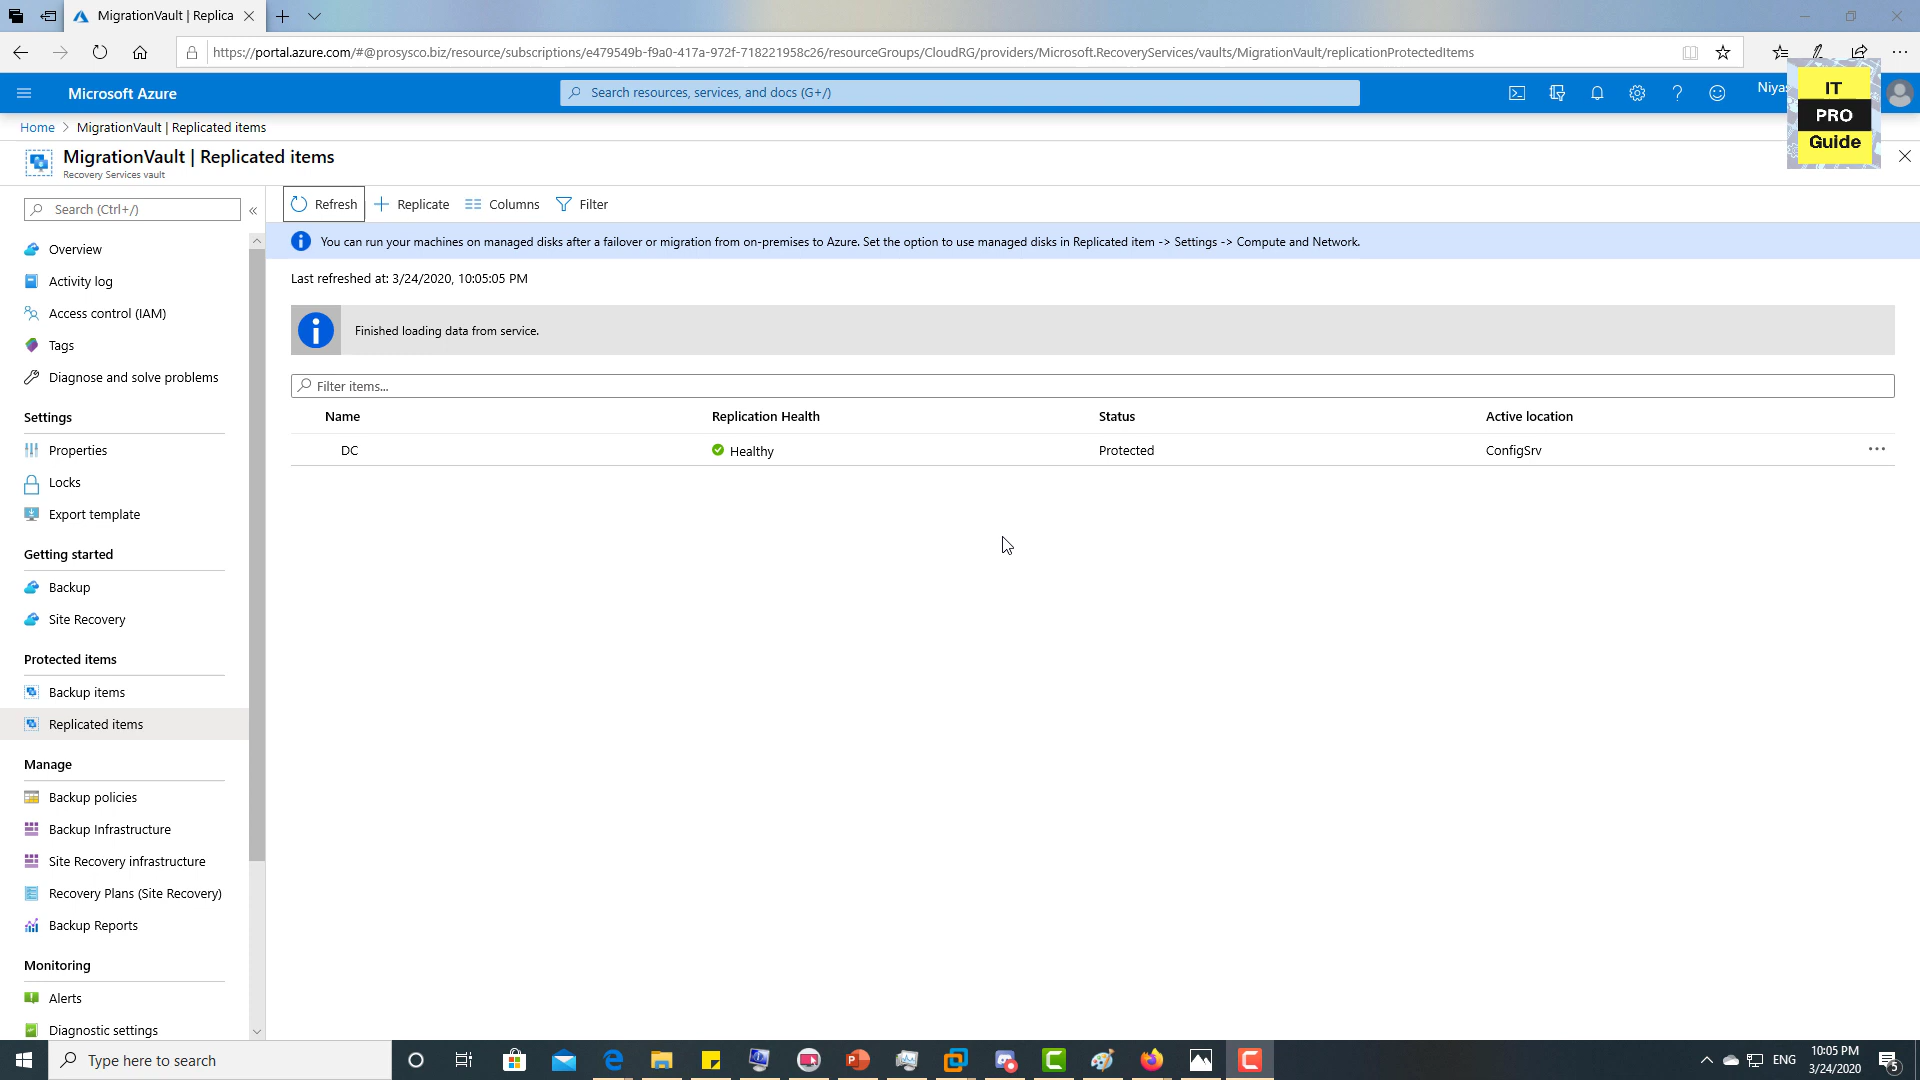 MigrationVault | Replica
https://portal.azure.com/#@prosysco.biz/resource/subscriptions/e479549b-f9a0-417a-972f-718221958c26/resourceGroups/CloudRG/providers/Microsoft.RecoveryServices/vaults/MigrationVault/replicationProtectedItems
Microsoft Azure
Search resources, services, and docs (G+/)
Niyas
IT
PRO
Guide
Home
MigrationVault | Replicated items
MigrationVault | Replicated items
Recovery Services vault
Search (Ctrl+/)
Refresh
Replicate
Columns
Filter
You can run your machines on managed disks after a failover or migration from on-premises to Azure. Set the option to use managed disks in Replicated item -> Settings -> Compute and Network.
Last refreshed at: 3/24/2020, 10:05:05 PM
Finished loading data from service.
Filter items...
Name Replication Health Status Active location
DC Healthy Protected ConfigSrv
Overview
Activity log
Access control (IAM)
Tags
Diagnose and solve problems
Settings
Properties
Locks
Export template
Getting started
Backup
Site Recovery
Protected items
Backup items
Replicated items
Manage
Backup policies
Backup Infrastructure
Site Recovery infrastructure
Recovery Plans (Site Recovery)
Backup Reports
Monitoring
Alerts
Diagnostic settings
Type here to search
ENG
10:05 PM
3/24/2020
5